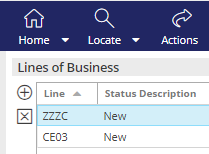 Home Locate Actions
Lines of Business
Line Status Description
ZZZC New
CE03 New